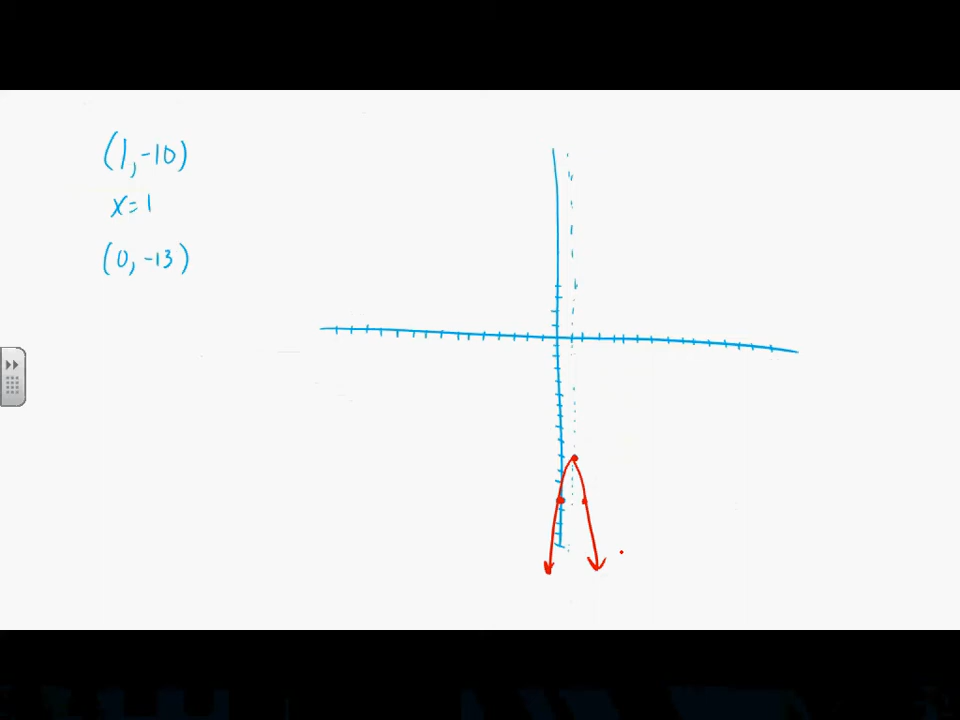 (1, -10)
x = 1
(0, -13)